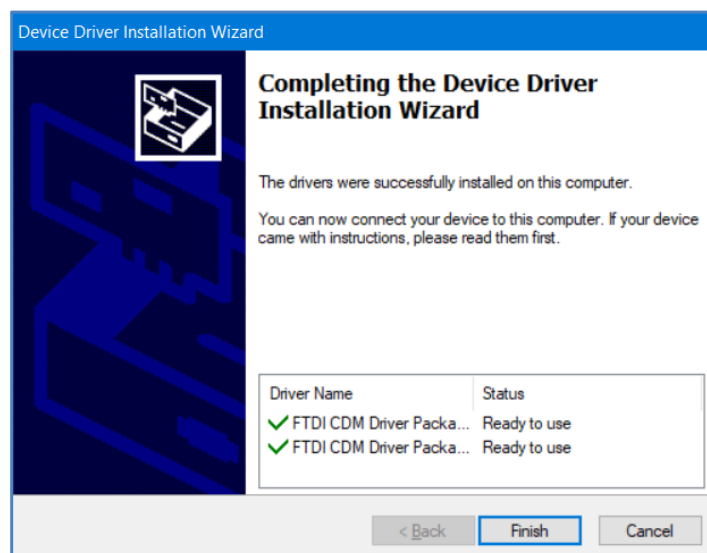 Device Driver Installation Wizard
Completing the Device Driver
Installation Wizard
The drivers were successfully installed on this computer.
You can now connect your device to this computer. If your device
came with instructions, please read them first.
Driver Name Status
FTDI CDM Driver Packa... Ready to use
FTDI CDM Driver Packa... Ready to use
< Back Finish Cancel